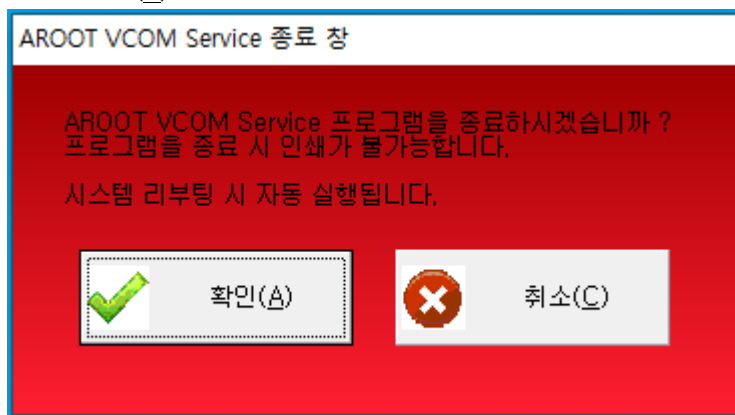 AROOT VCOM Service 종료 창
AROOT VCOM Service 프로그램을 종료하시겠습니까 ?
프로그램을 종료 시 인쇄가 불가능합니다.
시스템 리부팅 시 자동 실행됩니다.
확인(A)
취소(C)